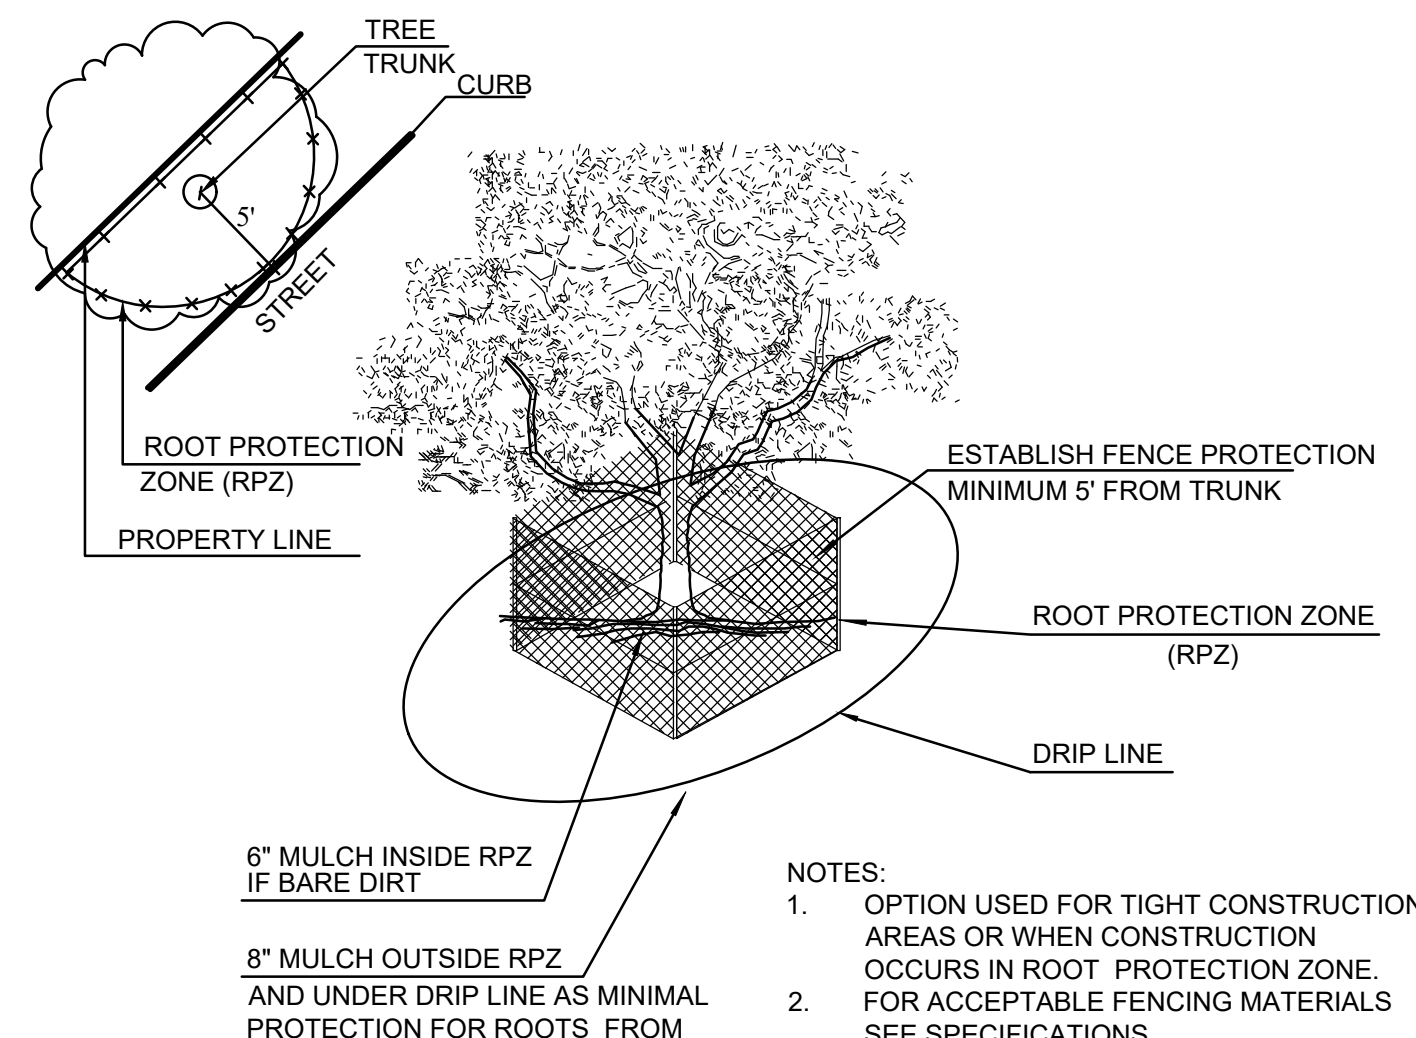 TREE
TRUNK
CURB
5'
STREET
ROOT PROTECTION
ZONE (RPZ)
PROPERTY LINE
ESTABLISH FENCE PROTECTION
MINIMUM 5' FROM TRUNK
ROOT PROTECTION ZONE
(RPZ)
DRIP LINE
6" MULCH INSIDE RPZ
IF BARE DIRT
8" MULCH OUTSIDE RPZ
AND UNDER DRIP LINE AS MINIMAL
PROTECTION FOR ROOTS FROM
NOTES:
1. OPTION USED FOR TIGHT CONSTRUCTION
AREAS OR WHEN CONSTRUCTION
OCCURS IN ROOT PROTECTION ZONE.
2. FOR ACCEPTABLE FENCING MATERIALS
SEE SPECIFICATIONS